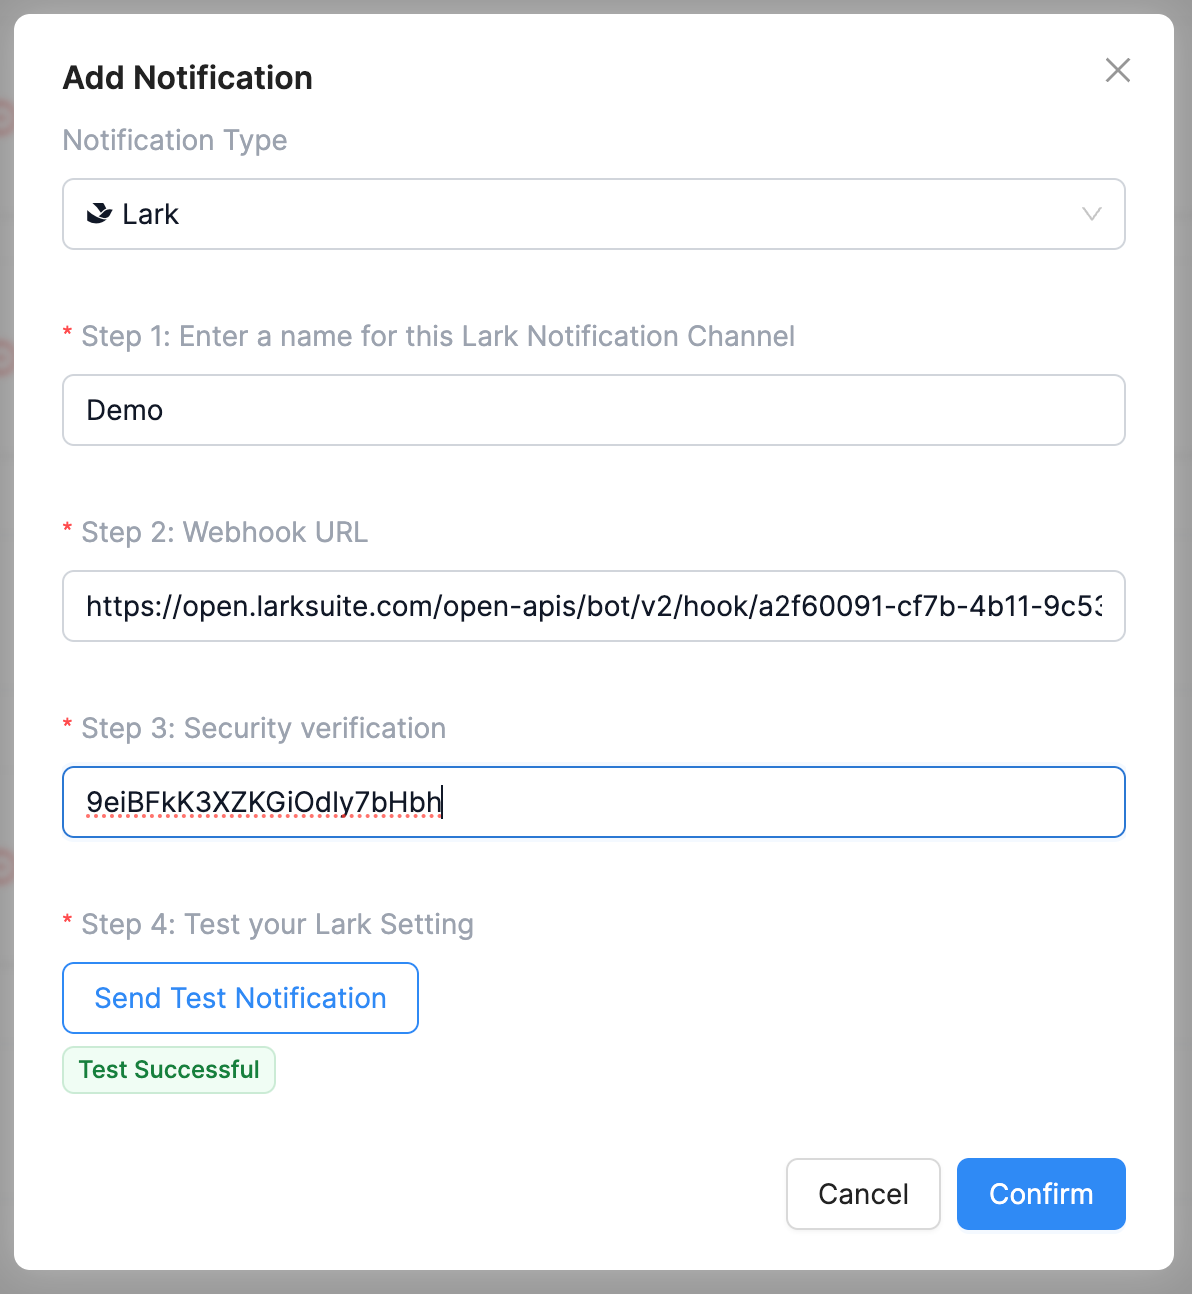 Add Notification
Notification Type
Lark
* Step 1: Enter a name for this Lark Notification Channel
Demo
* Step 2: Webhook URL
https://open.larksuite.com/open-apis/bot/v2/hook/a2f60091-cf7b-4b11-9c53
* Step 3: Security verification
9eiBFkK3XZKGiOdly7bHbh
* Step 4: Test your Lark Setting
Send Test Notification
Test Successful
Cancel
Confirm